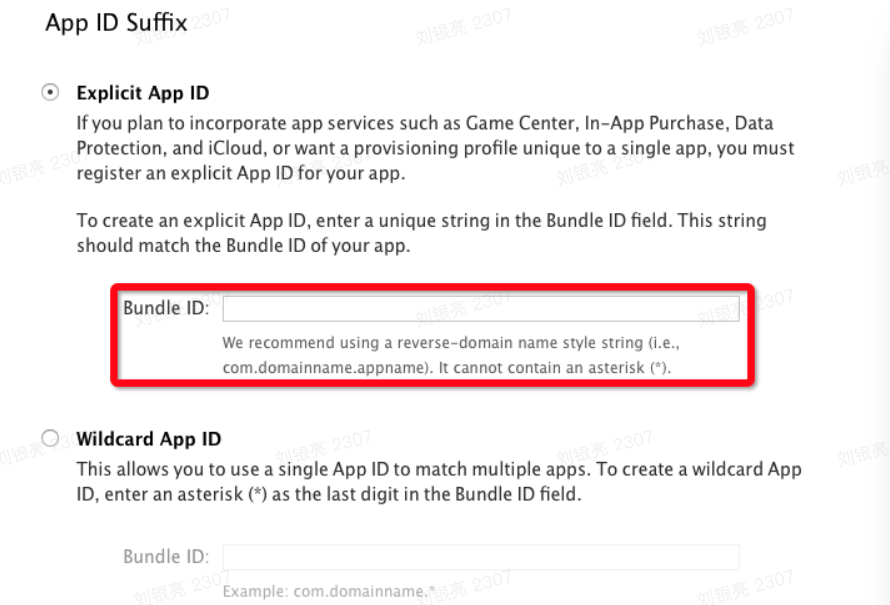 App ID Suffix
Explicit App ID
If you plan to incorporate app services such as Game Center, In-App Purchase, Data
Protection, and iCloud, or want a provisioning profile unique to a single app, you must
register an explicit App ID for your app.
To create an explicit App ID, enter a unique string in the Bundle ID field. This string
should match the Bundle ID of your app.
Bundle ID:
We recommend using a reverse-domain name style string (i.e.,
com.domainname.appname). It cannot contain an asterisk (*).
Wildcard App ID
This allows you to use a single App ID to match multiple apps. To create a wildcard App
ID, enter an asterisk (*) as the last digit in the Bundle ID field.
Bundle ID:
Example: com.domainname.*
刘银亮 2307